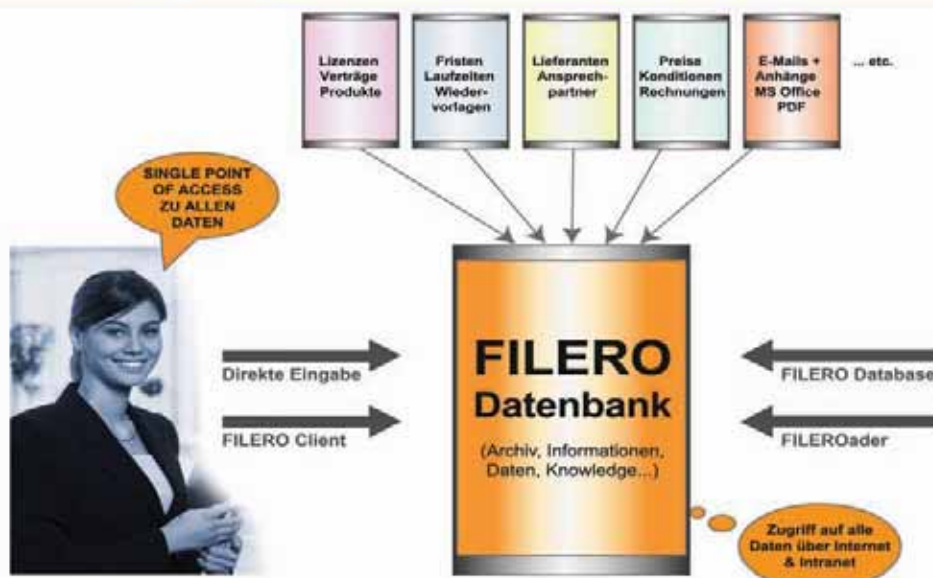 Lizenzen
Verträge
Produkte
Fristen
Laufzeiten
Wieder-
vorlagen
Lieferanten
Ansprech-
partner
Preise
Konditionen
Rechnungen
E-Mails +
Anhänge
MS Office
PDF
... etc.
SINGLE POINT
OF ACCESS
ZU ALLEN
DATEN
Direkte Eingabe
FILERO Client
FILERO
Datenbank
(Archiv, Informationen,
Daten, Knowledge...)
FILERO Database
FILEROader
Zugriff auf alle
Daten über Internet
& Intranet